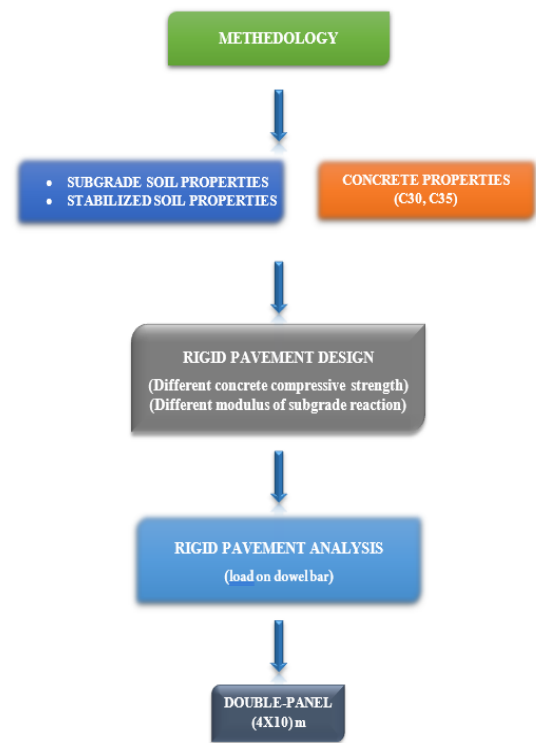 METHEDOLOGY
• SUBGRADE SOIL PROPERTIES
• STABILIZED SOIL PROPERTIES
CONCRETE PROPERTIES
(C30, C35)
RIGID PAVEMENT DESIGN
(Different concrete compressive strength)
(Different modulus of subgrade reaction)
RIGID PAVEMENT ANALYSIS
(load on dowel bar)
DOUBLE-PANEL
(4X10) m